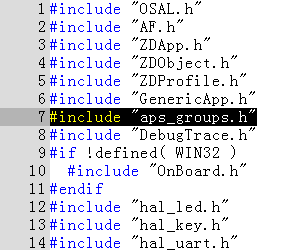 1 #include "OSAL.h"
2 #include "AF.h"
3 #include "ZDApp.h"
4 #include "ZDObject.h"
5 #include "ZDProfile.h"
6 #include "GenericApp.h"
7 #include "aps_groups.h"
8 #include "DebugTrace.h"
9 #if !defined( WIN32 )
10   #include "OnBoard.h"
11 #endif
12 #include "hal_led.h"
13 #include "hal_key.h"
14 #include "hal_uart.h"